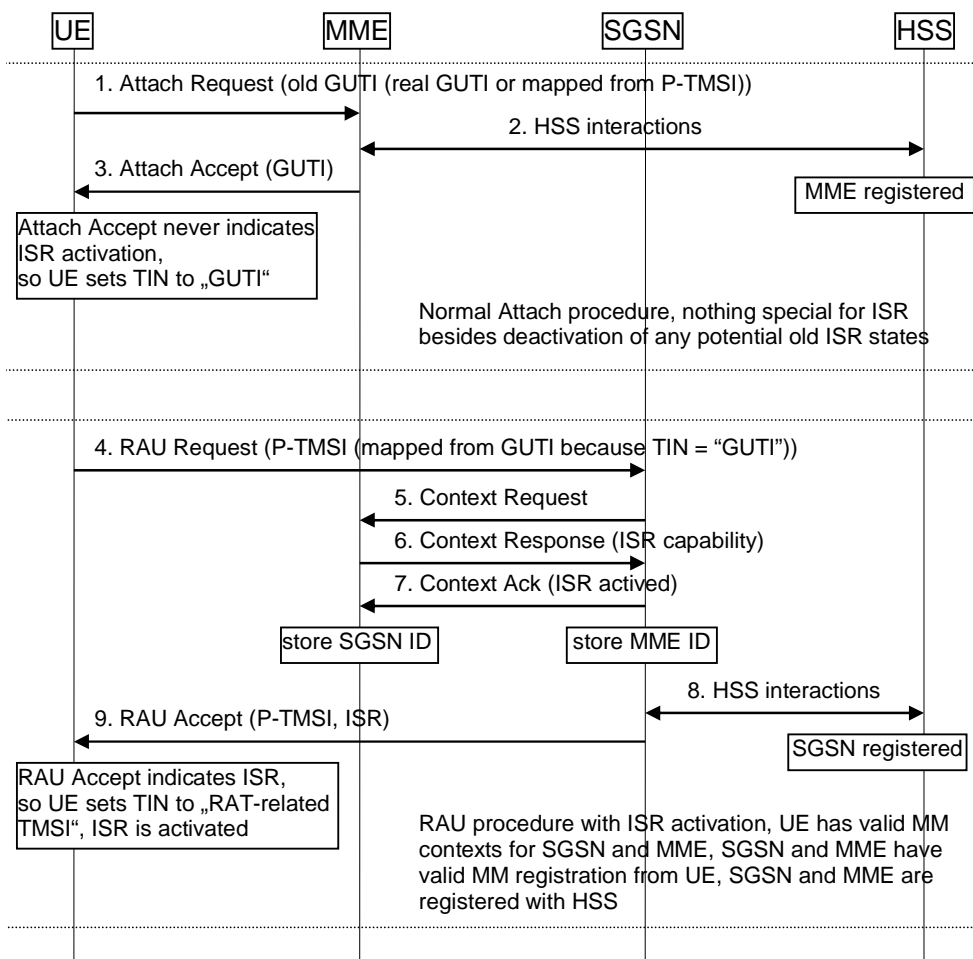 UE MME SGSN HSS
1. Attach Request (old GUTI (real GUTI or mapped from P-TMSI))
2. HSS interactions
3. Attach Accept (GUTI)
MME registered
Attach Accept never indicates
ISR activation,
so UE sets TIN to „GUTI“
Normal Attach procedure, nothing special for ISR
besides deactivation of any potential old ISR states
4. RAU Request (P-TMSI (mapped from GUTI because TIN = “GUTI”))
5. Context Request
6. Context Response (ISR capability)
7. Context Ack (ISR actived)
store SGSN ID
store MME ID
8. HSS interactions
9. RAU Accept (P-TMSI, ISR)
SGSN registered
RAU Accept indicates ISR,
so UE sets TIN to „RAT-related
TMSI“, ISR is activated
RAU procedure with ISR activation, UE has valid MM
contexts for SGSN and MME, SGSN and MME have
valid MM registration from UE, SGSN and MME are
registered with HSS